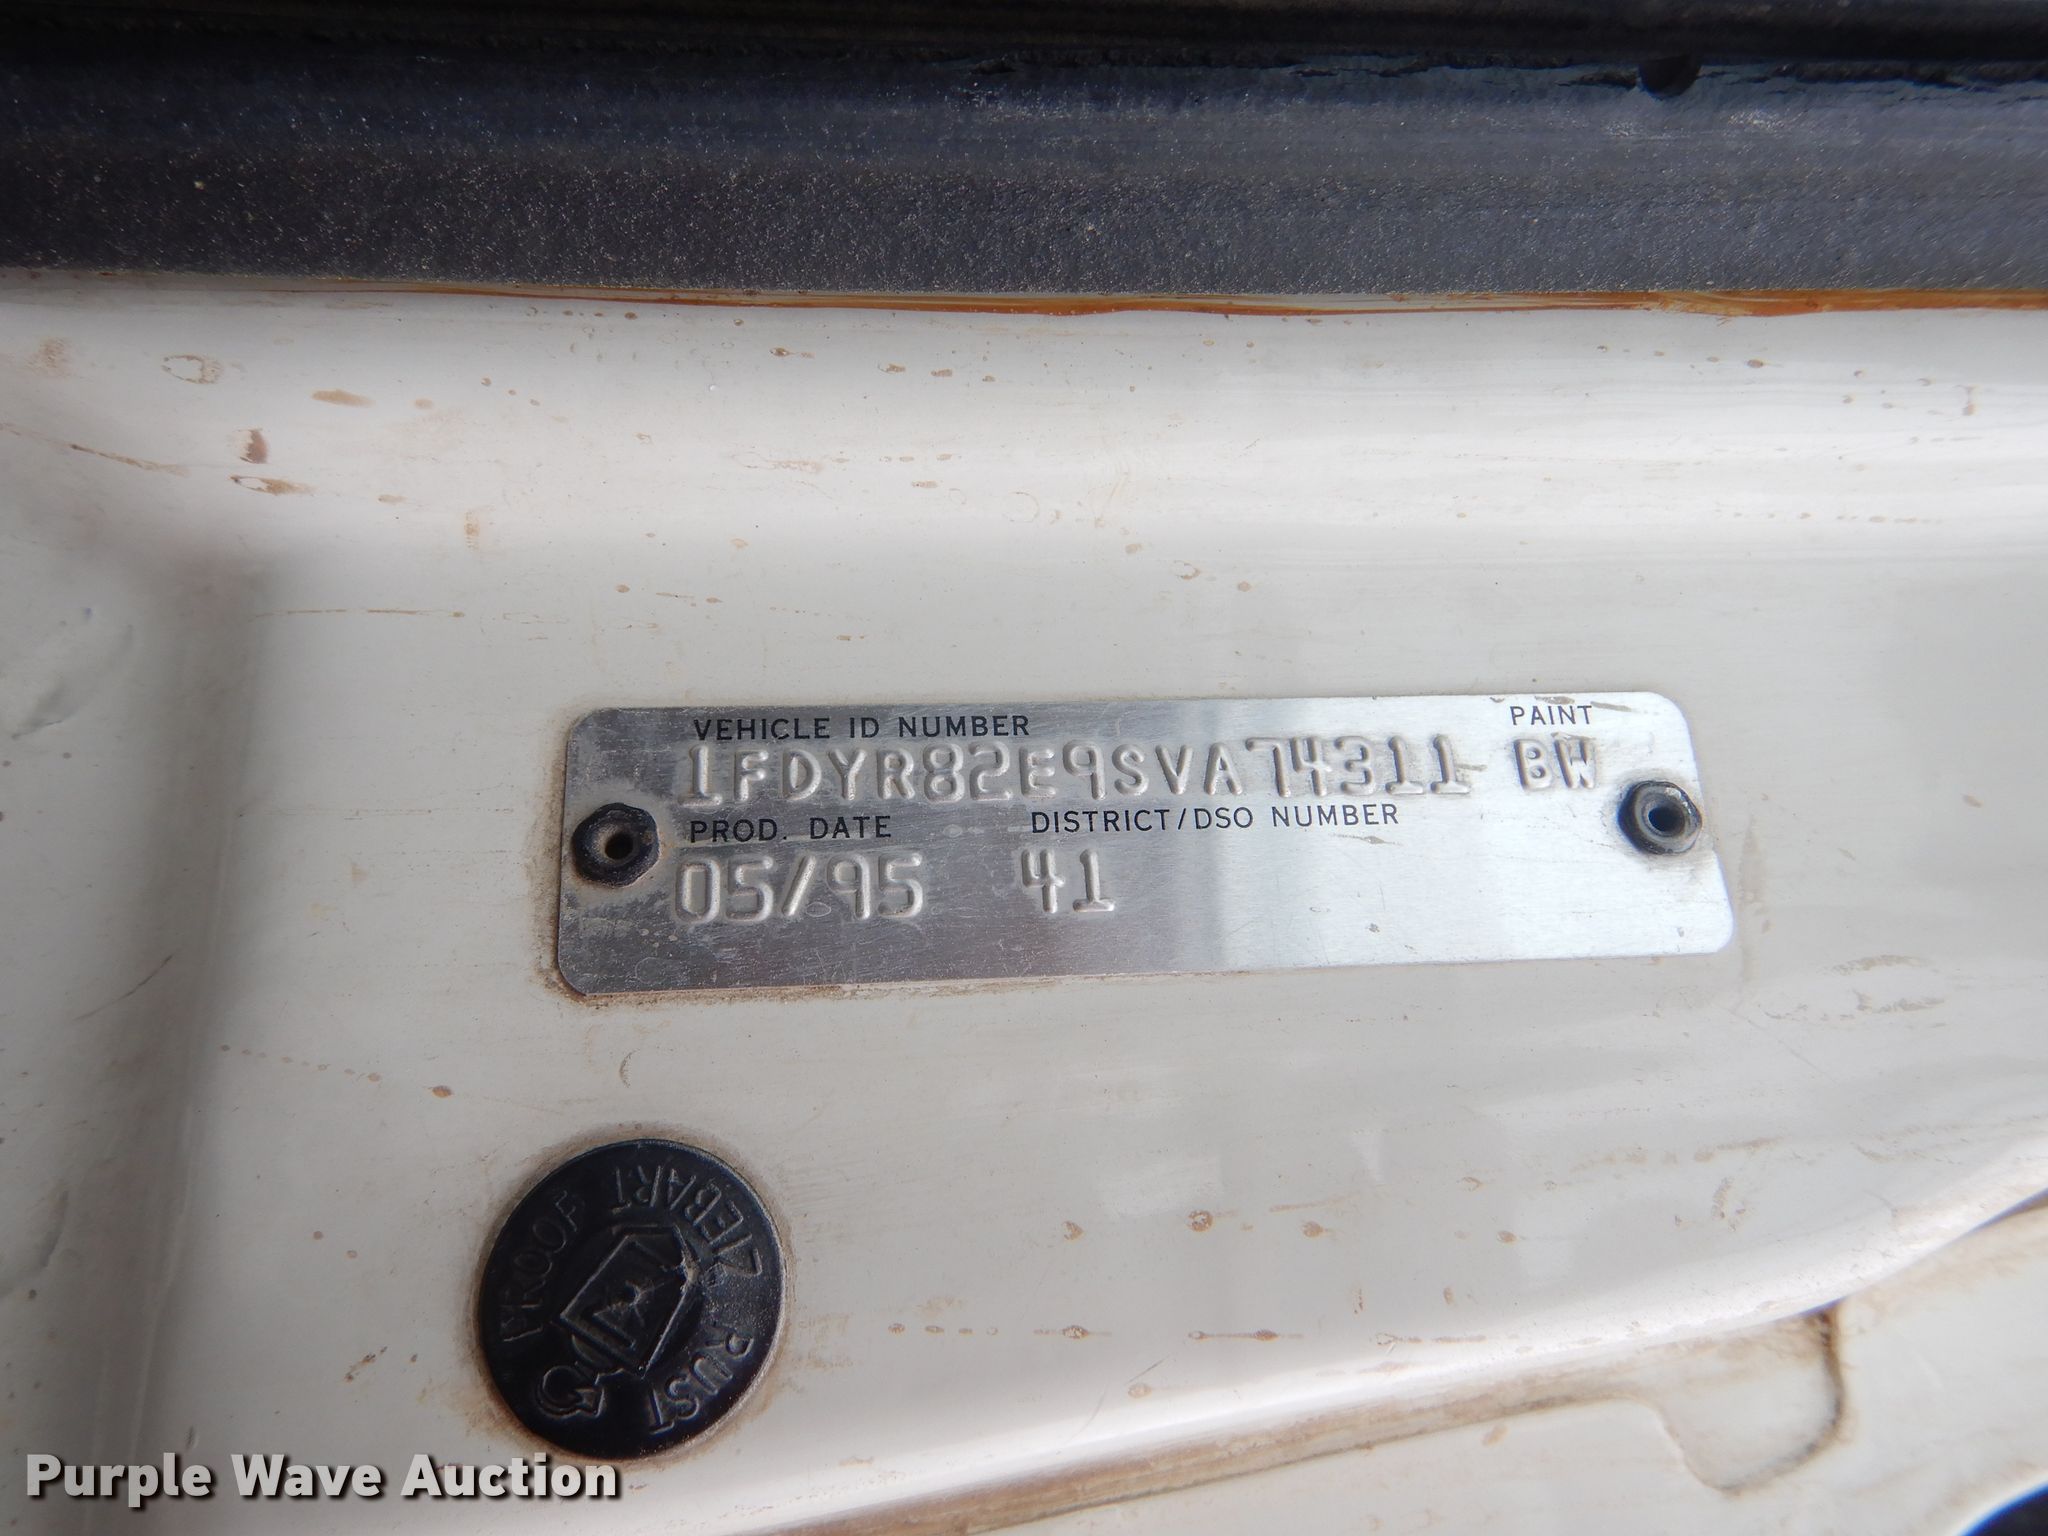 VEHICLE ID NUMBER PAINT
1FDYR82E9SVA74311 BW
PROD. DATE DISTRICT/DSO NUMBER
05/95 41
ZIEBART RUST PROOF
Purple Wave Auction